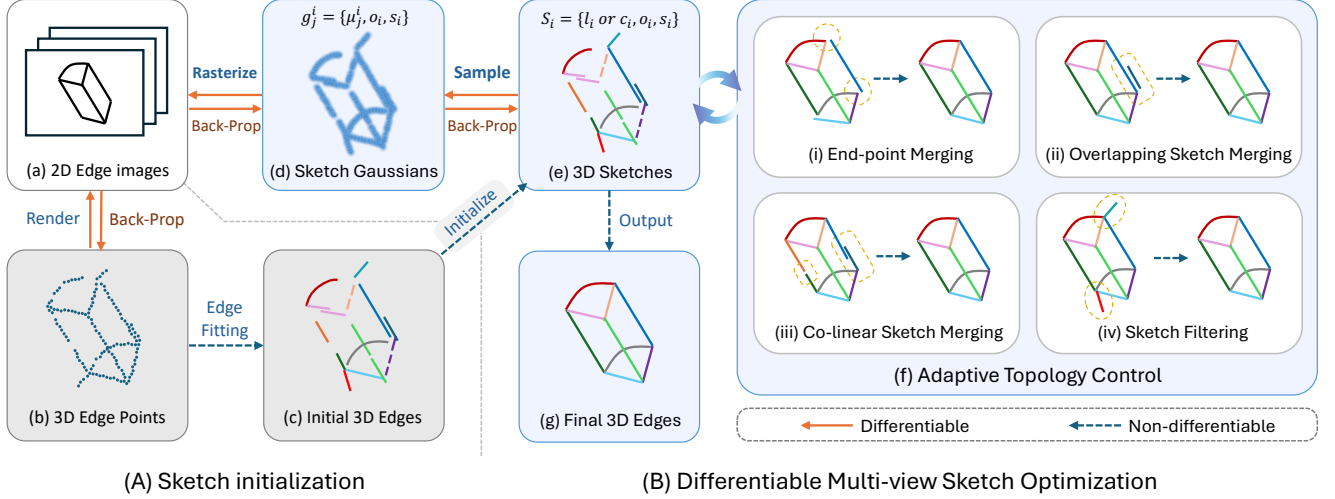 g_j^i = {μ_j^i, o_i, s_i}
S_i = {l_i or c_i, o_i, s_i}
Rasterize
Back-Prop
Sample
Back-Prop
(a) 2D Edge images
(d) Sketch Gaussians
(e) 3D Sketches
(i) End-point Merging
(ii) Overlapping Sketch Merging
Render
Back-Prop
Initialize
Output
Edge
Fitting
(b) 3D Edge Points
(c) Initial 3D Edges
(g) Final 3D Edges
(iii) Co-linear Sketch Merging
(iv) Sketch Filtering
(f) Adaptive Topology Control
Differentiable
Non-differentiable
(A) Sketch initialization
(B) Differentiable Multi-view Sketch Optimization